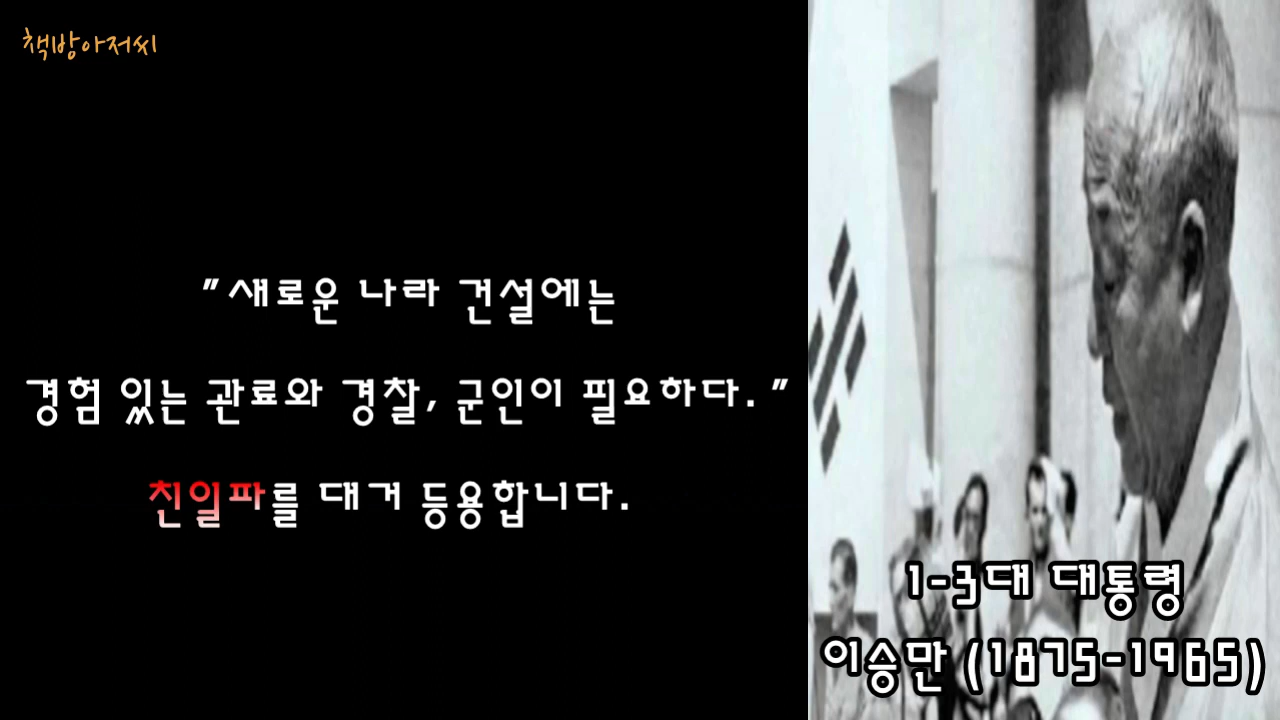 책방아저씨
"새로운 나라 건설에는
경험 있는 관료와 경찰, 군인이 필요하다."
친일파를 대거 등용합니다.
1-3대 대통령
이승만 (1875-1965)